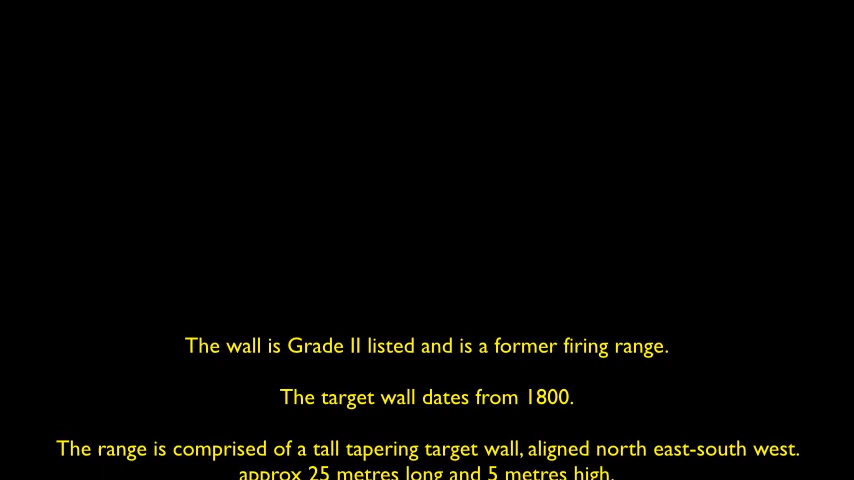 The wall is Grade II listed and is a former firing range.
The target wall dates from 1800.
The range is comprised of a tall tapering target wall, aligned north east-south west.
approx 25 metres long and 5 metres high.